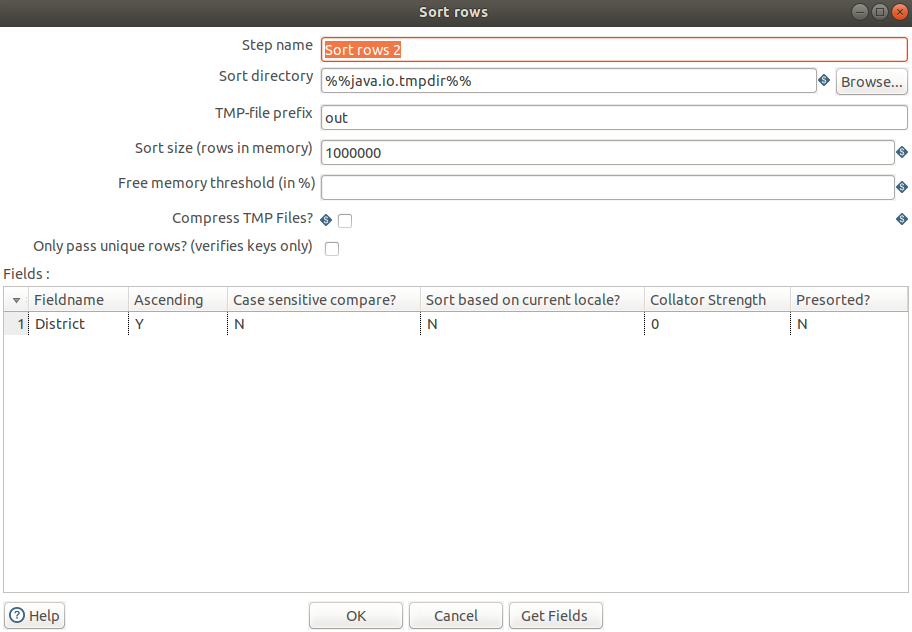 Sort rows
Step name Sort rows 2
Sort directory %%java.io.tmpdir%% Browse...
TMP-file prefix out
Sort size (rows in memory) 1000000
Free memory threshold (in %)
Compress TMP Files?
Only pass unique rows? (verifies keys only)
Fields :
Fieldname Ascending Case sensitive compare? Sort based on current locale? Collator Strength Presorted?
1 District Y N N 0 N
Help OK Cancel Get Fields